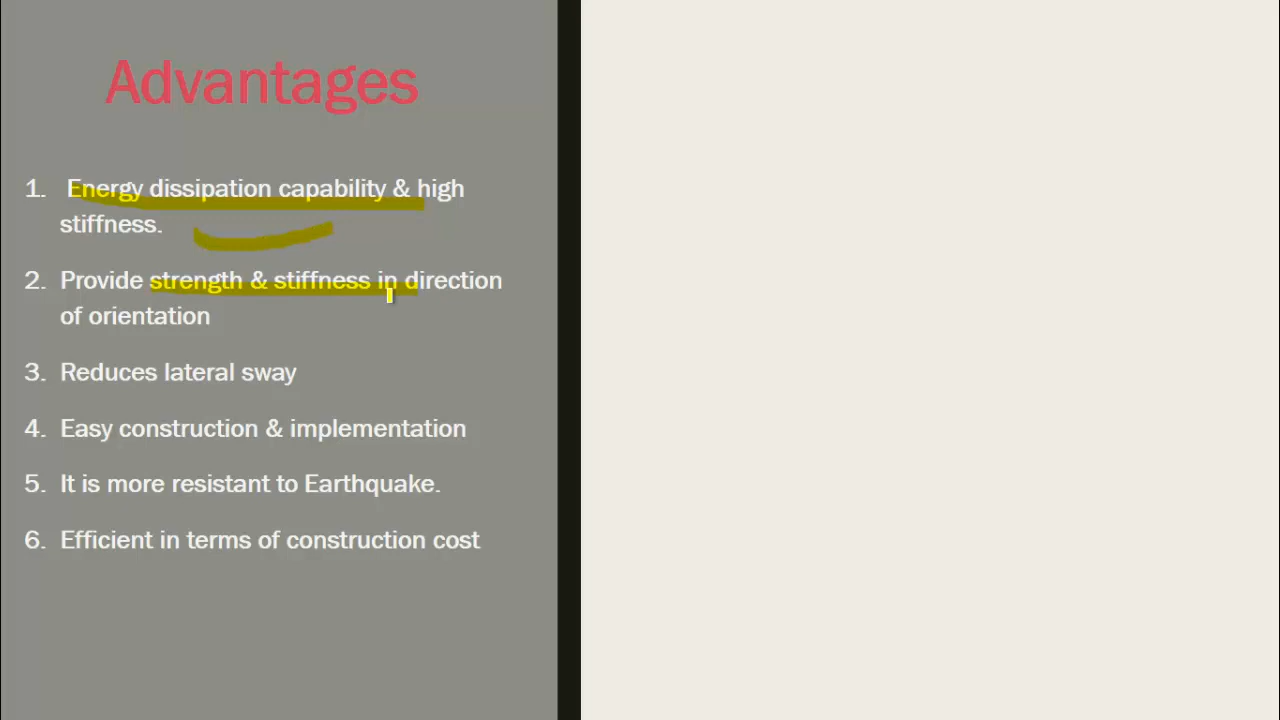 Advantages
1. Energy dissipation capability & high
stiffness.
2. Provide strength & stiffness in direction
of orientation
3. Reduces lateral sway
4. Easy construction & implementation
5. It is more resistant to Earthquake.
6. Efficient in terms of construction cost